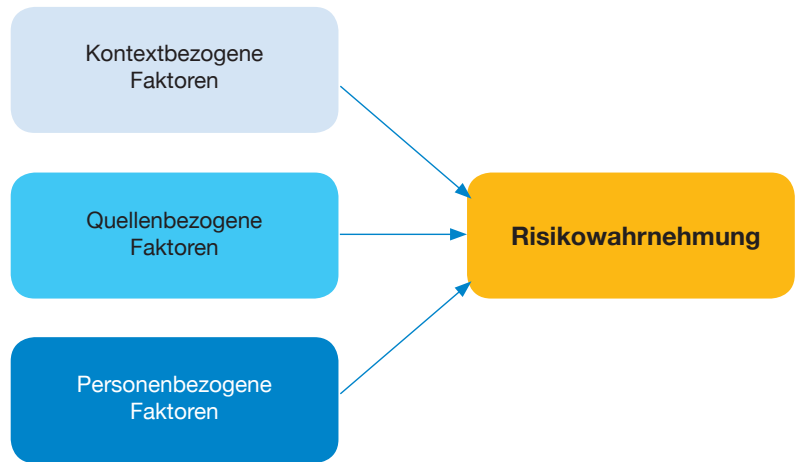 Kontextbezogene
Faktoren
Quellenbezogene
Faktoren
Risikowahrnehmung
Personenbezogene
Faktoren